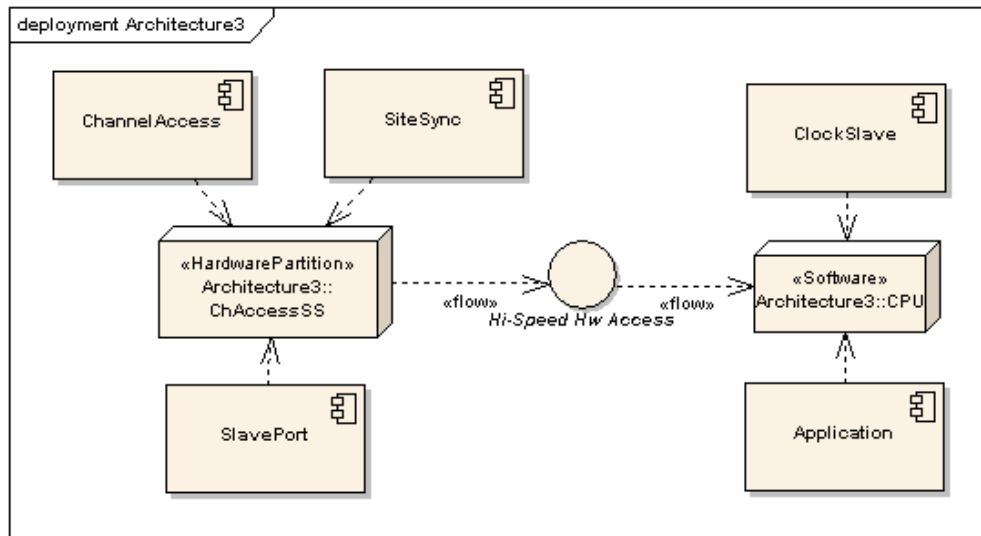 deployment Architecture3
ChannelAccess
SiteSync
ClockSlave
«HardwarePartition»
Architecture3::
ChAccessSS
«flow»
Hi-Speed Hw Access
«flow»
«Software»
Architecture3::CPU
SlavePort
Application